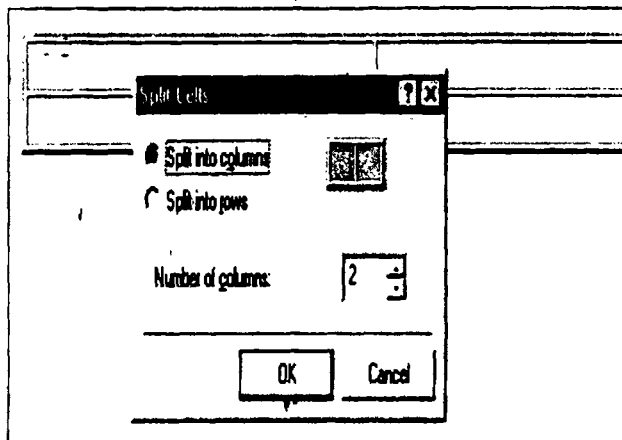 Split Cells
Split into columns
Split into rows
Number of columns: 2
OK Cancel